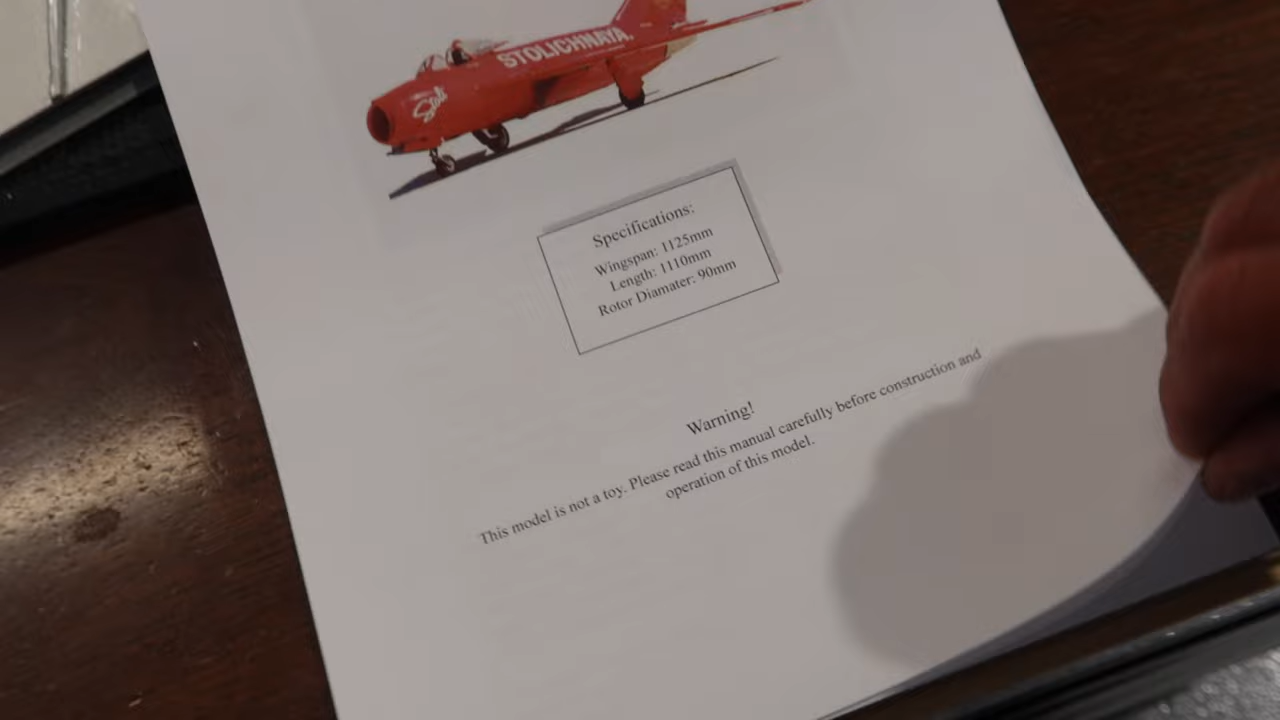 STOLICHNAYA.
Stoli
Specifications:
Wingspan: 1125mm
Length: 1110mm
Rotor Diamater: 90mm
Warning!
This model is not a toy. Please read this manual carefully before construction and
operation of this model.